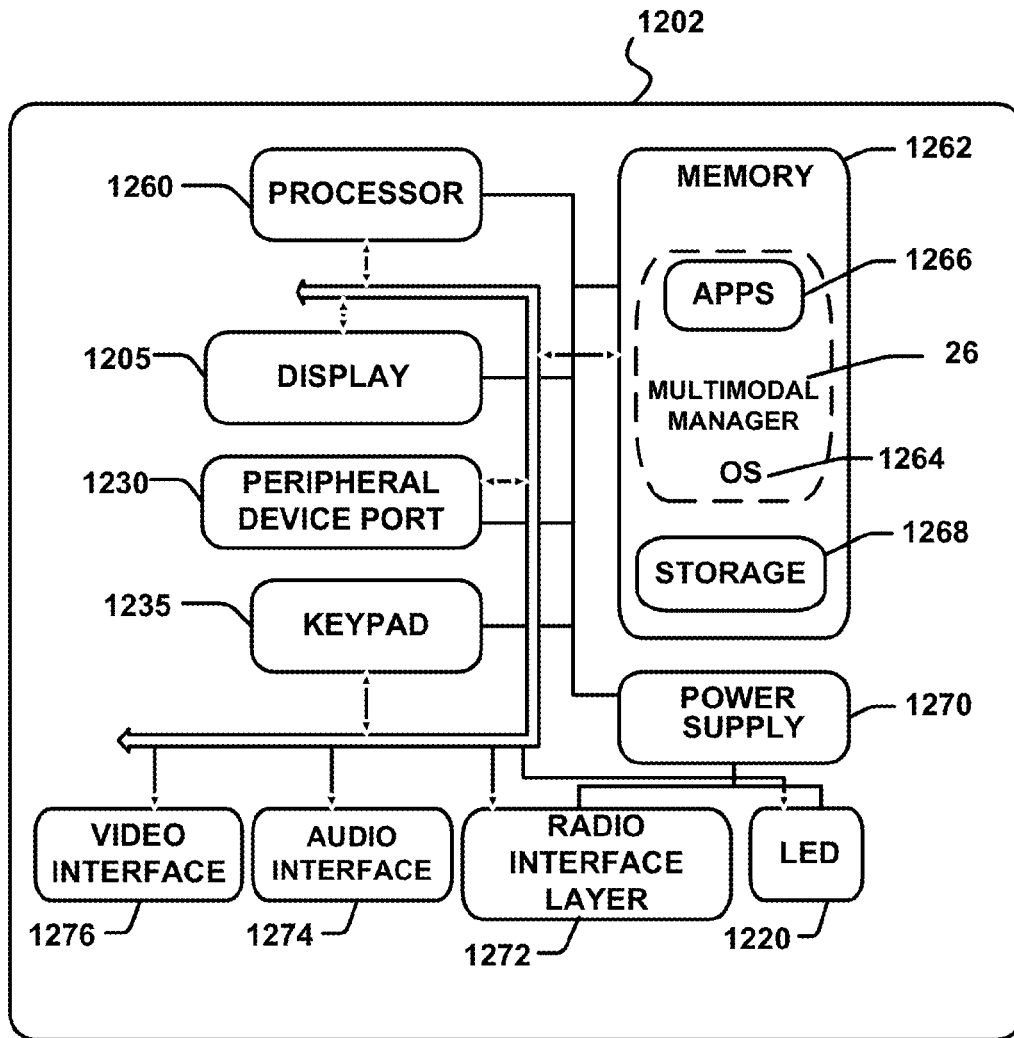 1202
1260
PROCESSOR
MEMORY
1262
APPS
1266
1205
DISPLAY
26
MULTIMODAL
MANAGER
1230
PERIPHERAL
DEVICE PORT
OS
1264
1268
STORAGE
1235
KEYPAD
POWER
SUPPLY
1270
VIDEO
INTERFACE
AUDIO
INTERFACE
RADIO
INTERFACE
LAYER
LED
1276
1274
1272
1220